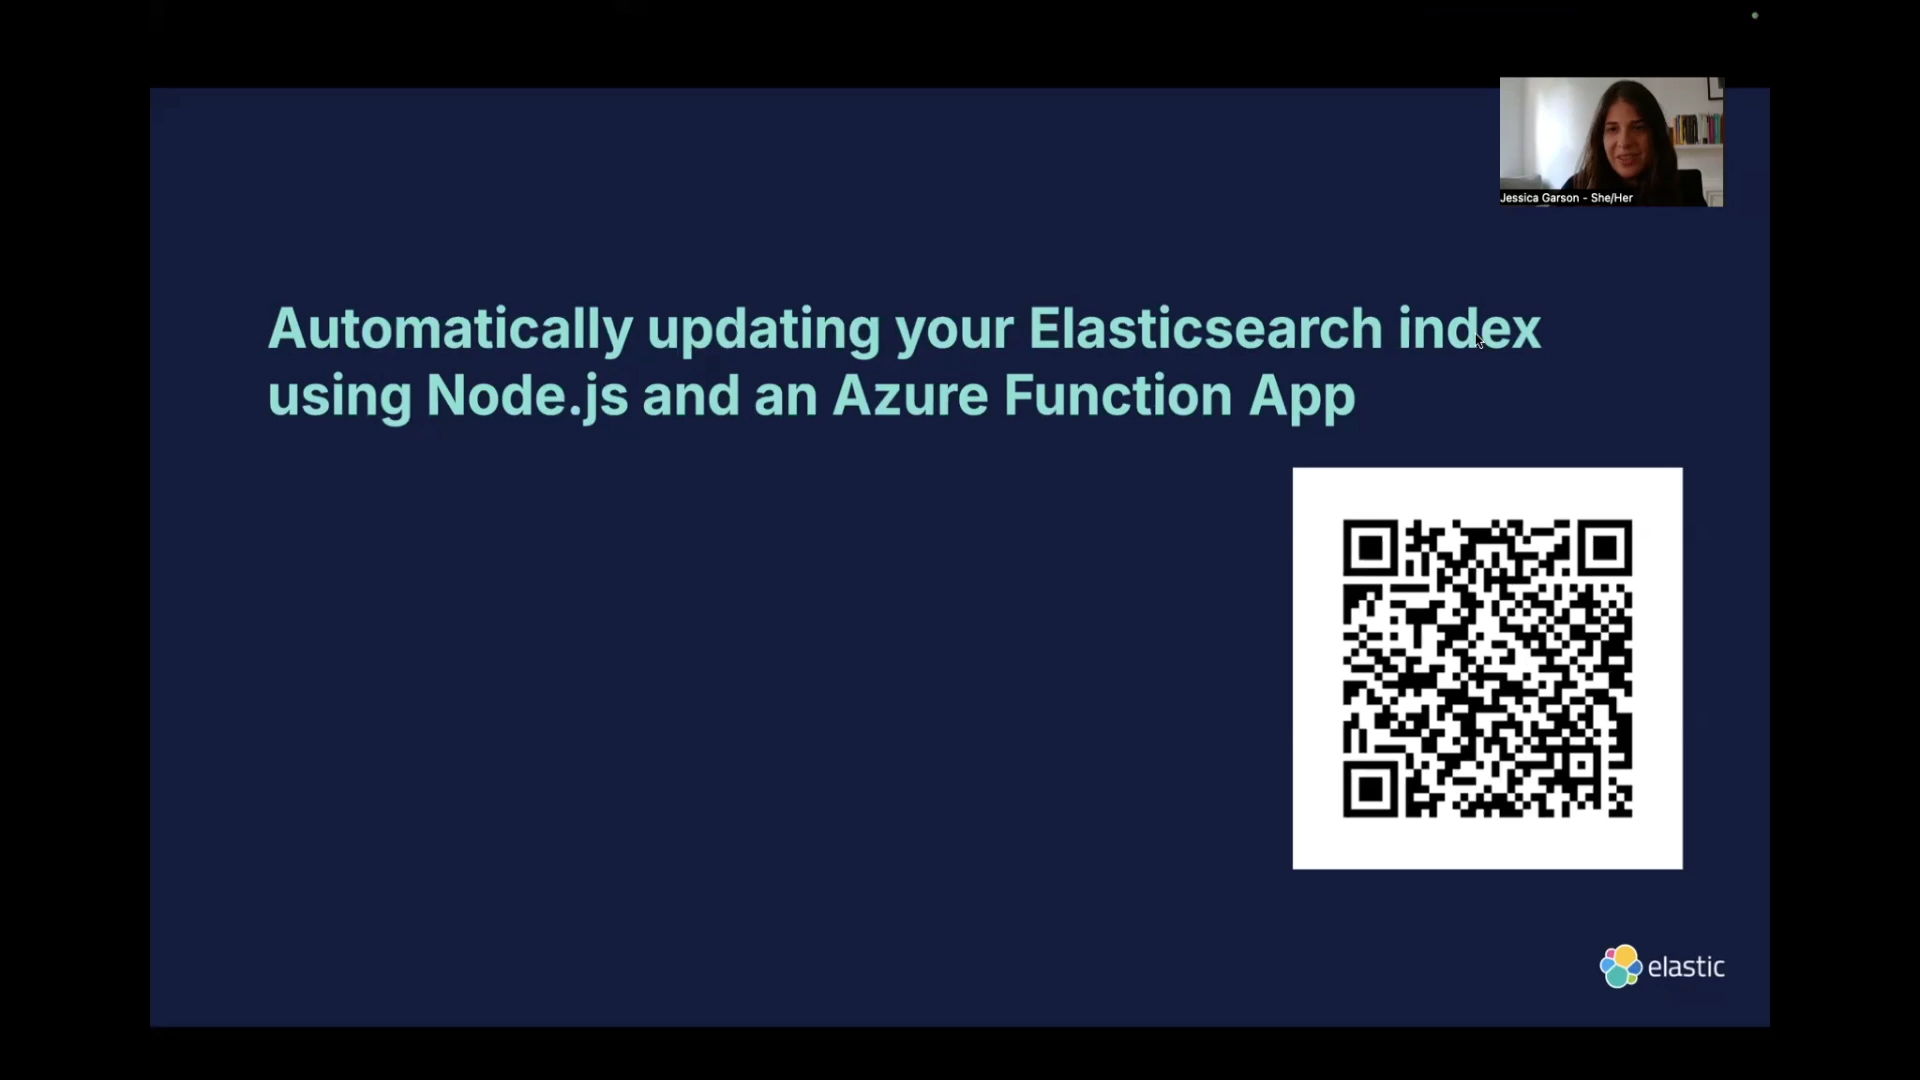 Jessica Garson - She/Her
Automatically updating your Elasticsearch index
using Node.js and an Azure Function App
elastic